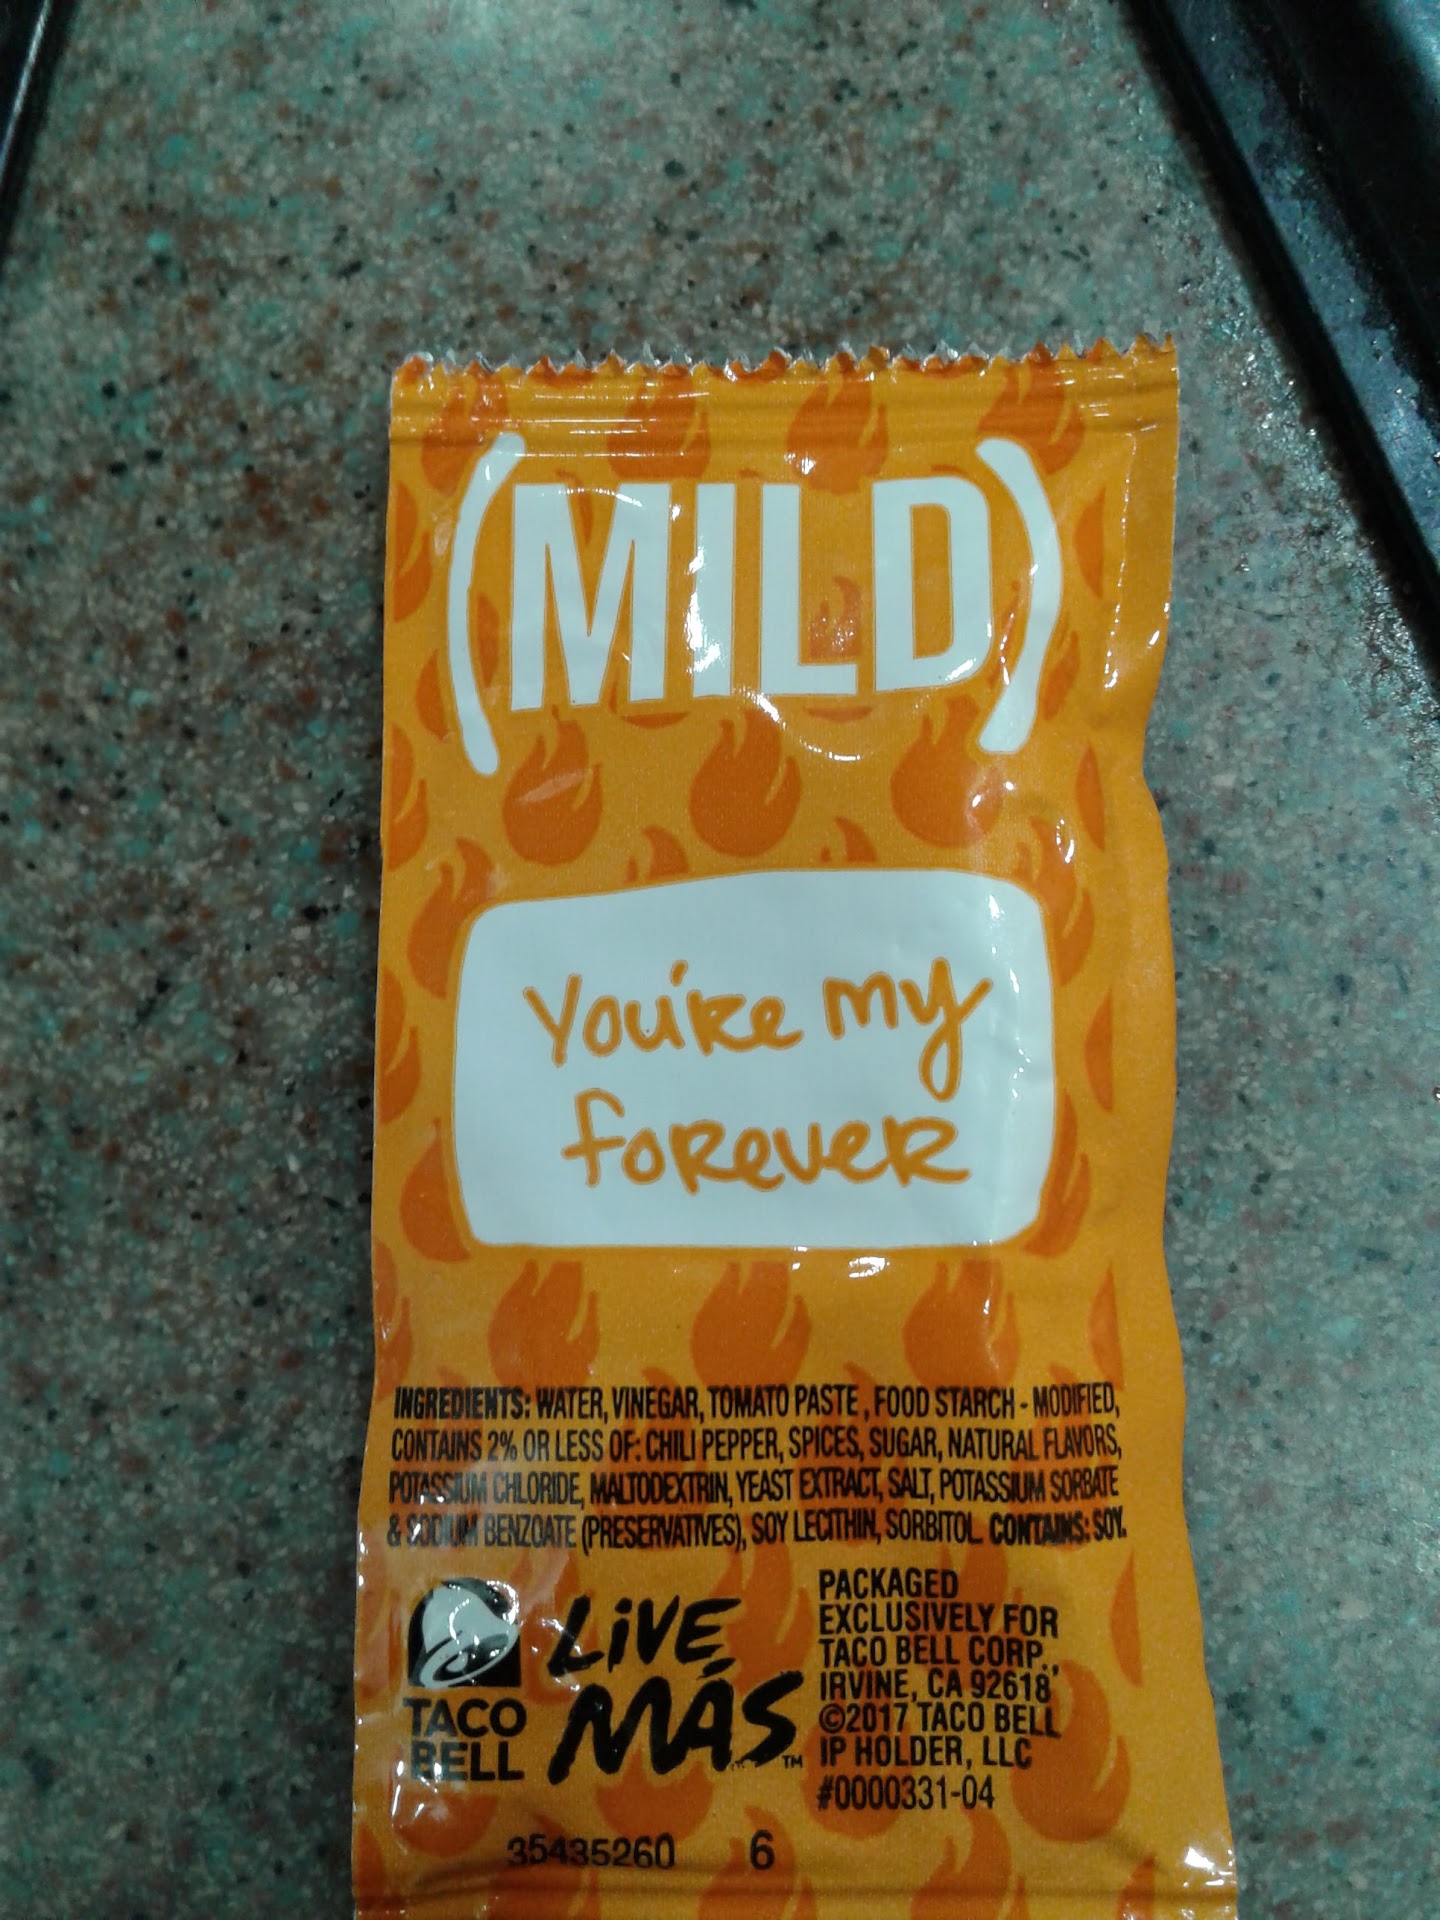 (MILD)
You're my
forever
INGREDIENTS: WATER, VINEGAR, TOMATO PASTE , FOOD STARCH - MODIFIED,
CONTAINS 2% OR LESS OF: CHILI PEPPER, SPICES, SUGAR, NATURAL FLAVORS,
POTASSIUM CHLORIDE, MALTODEXTRIN, YEAST EXTRACT, SALT, POTASSIUM SORBATE
& SODIUM BENZOATE (PRESERVATIVES), SOY LECITHIN, SORBITOL. CONTAINS: SOY.
TACO
BELL
LiVE
MÁS™
PACKAGED
EXCLUSIVELY FOR
TACO BELL CORP.,
IRVINE, CA 92618
©2017 TACO BELL
IP HOLDER, LLC
#0000331-04
35435260 6